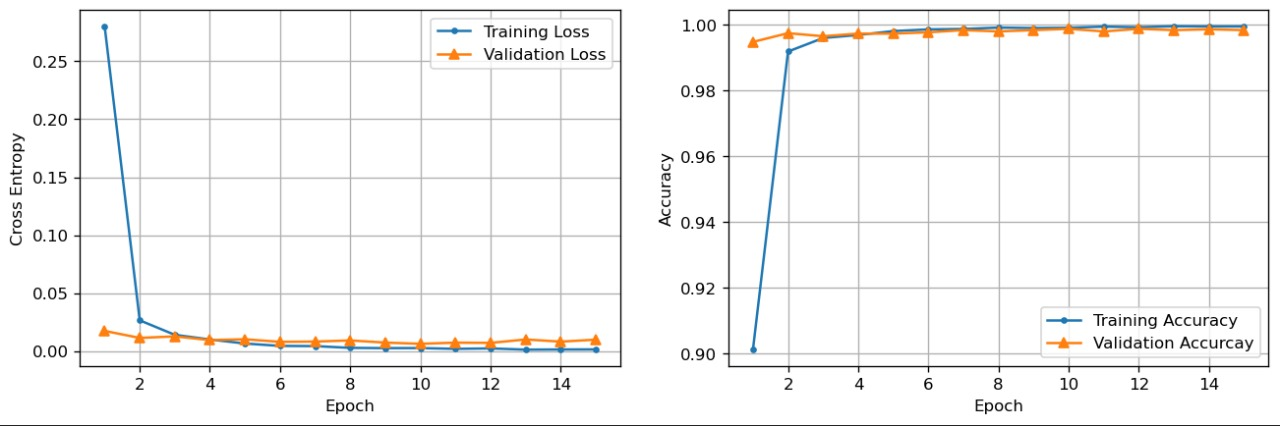 Training Loss
Validation Loss
Cross Entropy
0.25
0.20
0.15
0.10
0.05
0.00
2 4 6 8 10 12 14
Epoch
Training Accuracy
Validation Accurcay
Accuracy
1.00
0.98
0.96
0.94
0.92
0.90
2 4 6 8 10 12 14
Epoch